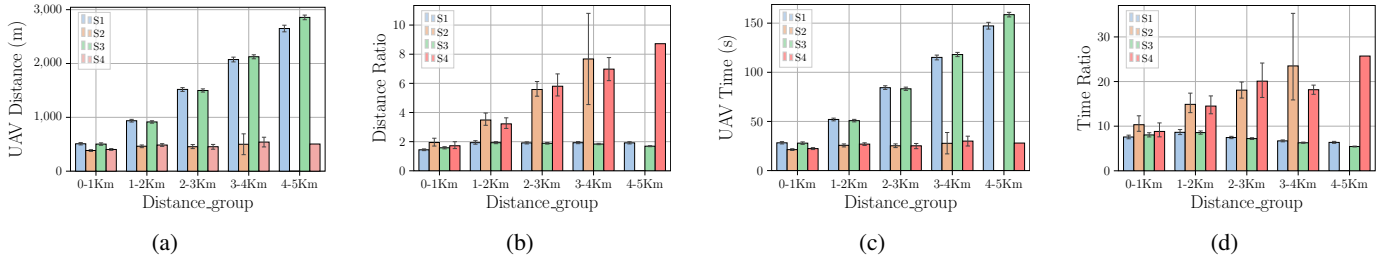 UAV Distance (m)
3,000
2,000
1,000
0
S1
S2
S3
S4
0-1Km 1-2Km 2-3Km 3-4Km 4-5Km
Distance_group
(a)
Distance Ratio
10
8
6
4
2
0
S1
S2
S3
S4
0-1Km 1-2Km 2-3Km 3-4Km 4-5Km
Distance_group
(b)
UAV Time (s)
150
100
50
0
S1
S2
S3
S4
0-1Km 1-2Km 2-3Km 3-4Km 4-5Km
Distance_group
(c)
Time Ratio
30
20
10
0
S1
S2
S3
S4
0-1Km 1-2Km 2-3Km 3-4Km 4-5Km
Distance_group
(d)